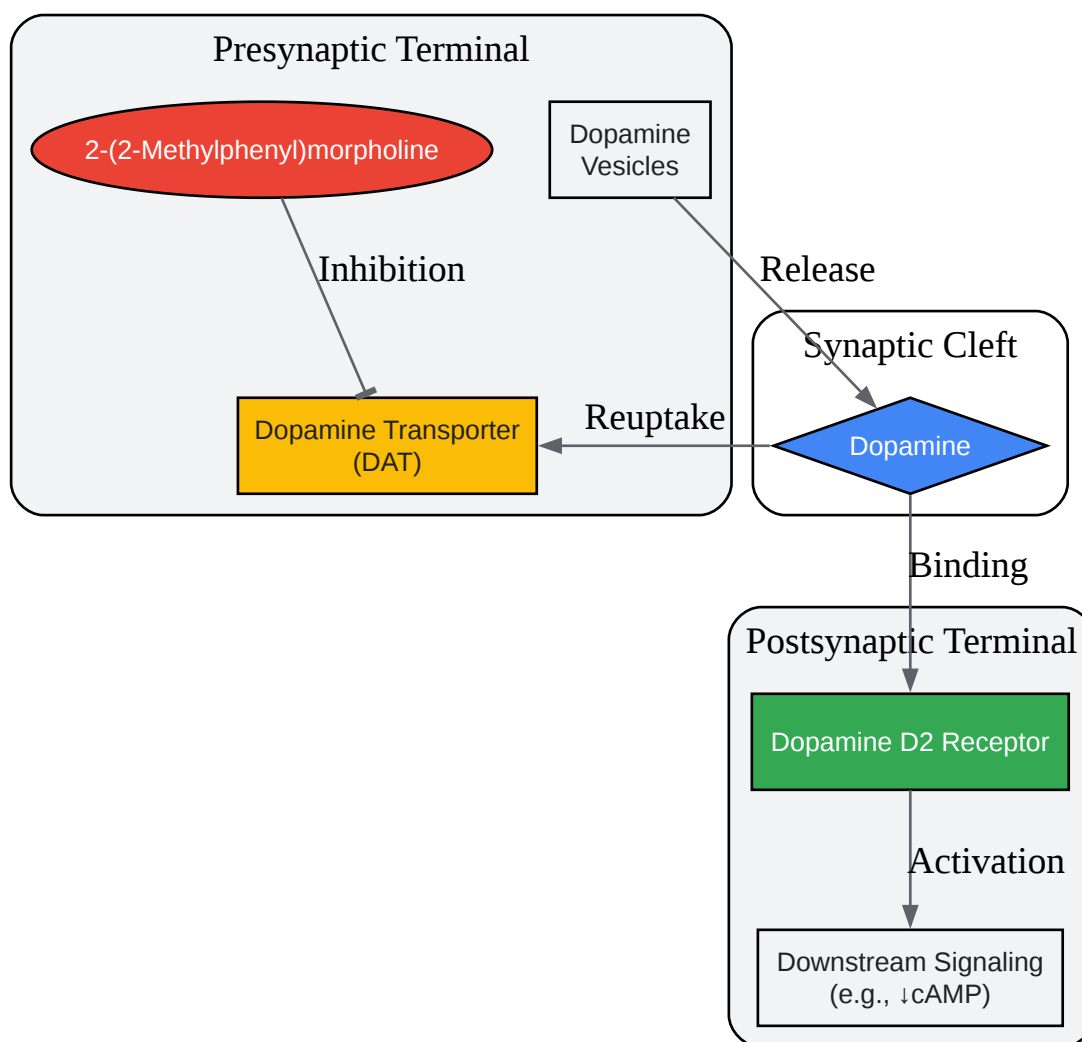 Presynaptic Terminal
2-(2-Methylphenyl)morpholine
Dopamine
Vesicles
Inhibition
Release
Synaptic Cleft
Dopamine Transporter
(DAT)
Reuptake
Dopamine
Binding
Postsynaptic Terminal
Dopamine D2 Receptor
Activation
Downstream Signaling
(e.g., ↓cAMP)